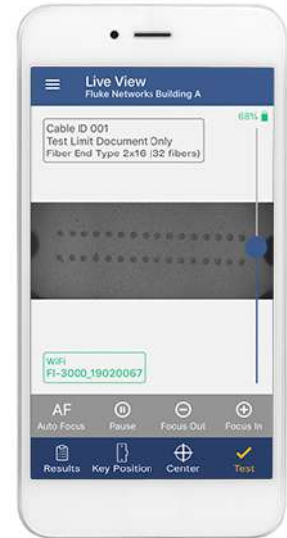 Live View
Fluke Networks Building A
68%
Cable ID 001
Test Limit Document Only
Fiber End Type 2x16 (32 fibers)
WiFi
FI-3000_19020067
AF
Auto Focus
Pause
Focus Out
Focus In
Results
Key Position
Center
Test